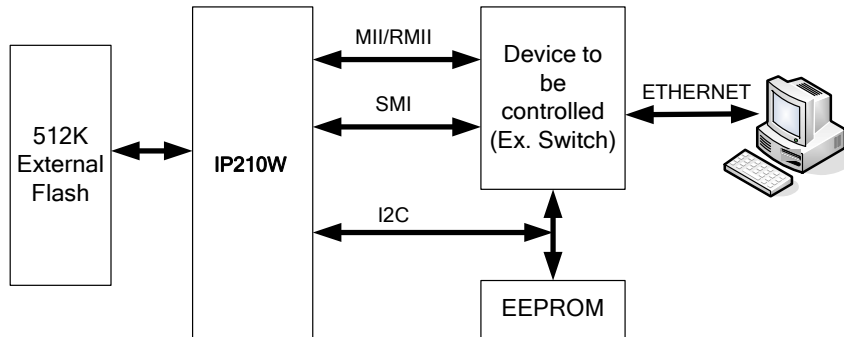 512K
External
Flash
IP210W
MII/RMII
SMI
I2C
Device to
be
controlled
(Ex. Switch)
ETHERNET
EEPROM